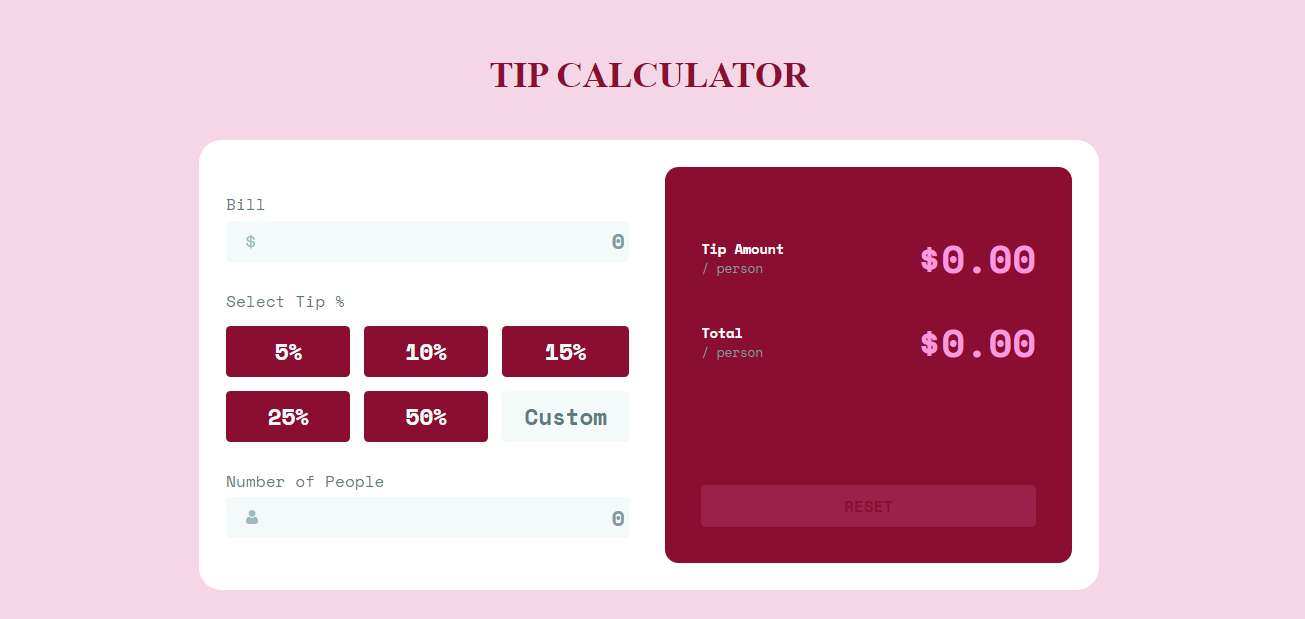 TIP CALCULATOR
Bill
$ 0
Select Tip %
5% 10% 15%
25% 50% Custom
Number of People
0
Tip Amount
/ person
$0.00
Total
/ person
$0.00
RESET